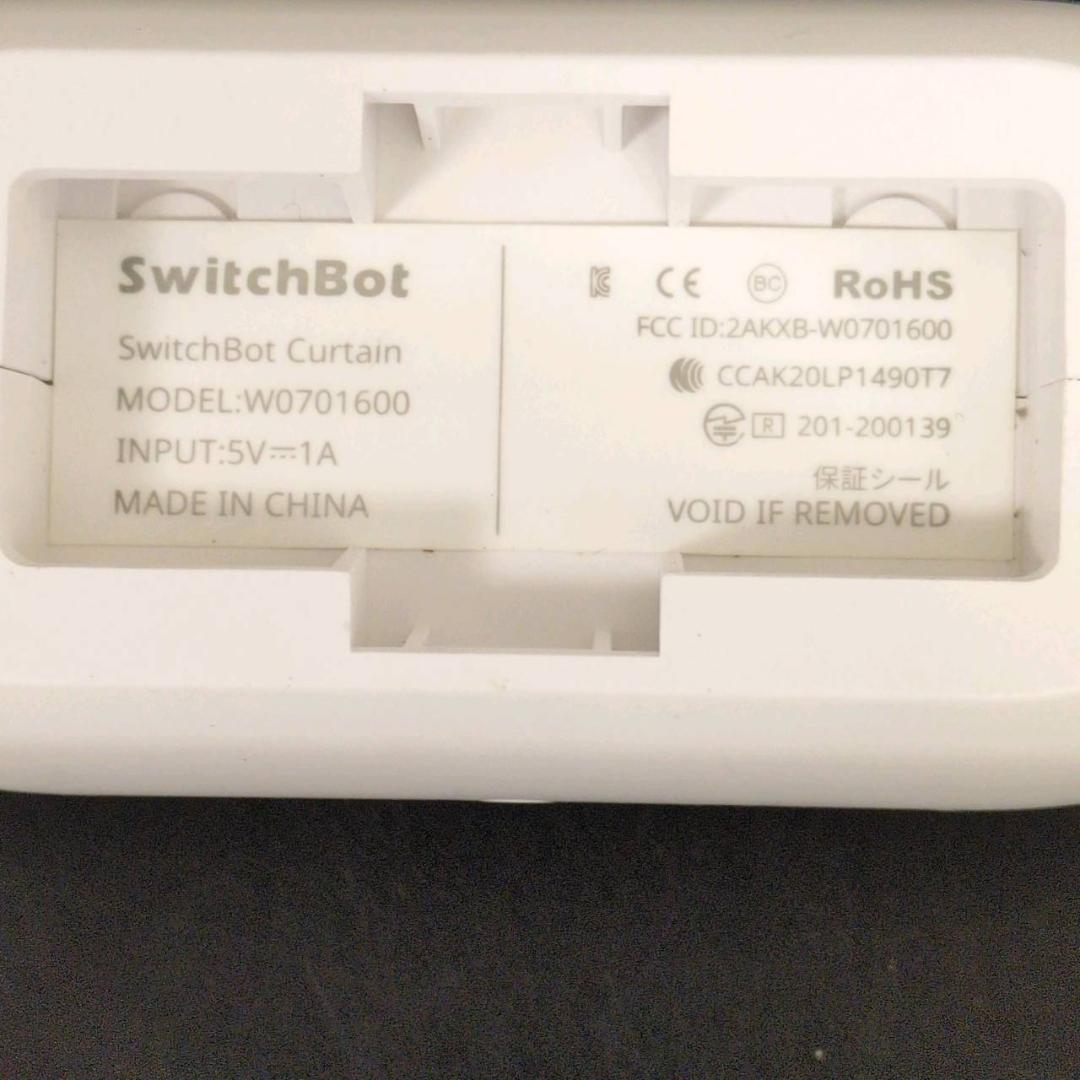 SwitchBot
SwitchBot Curtain
MODEL:W0701600
INPUT:5V⎓1A
MADE IN CHINA
CE BC RoHS
FCC ID:2AKXB-W0701600
CCAK20LP1490T7
R 201-200139
保証シール
VOID IF REMOVED